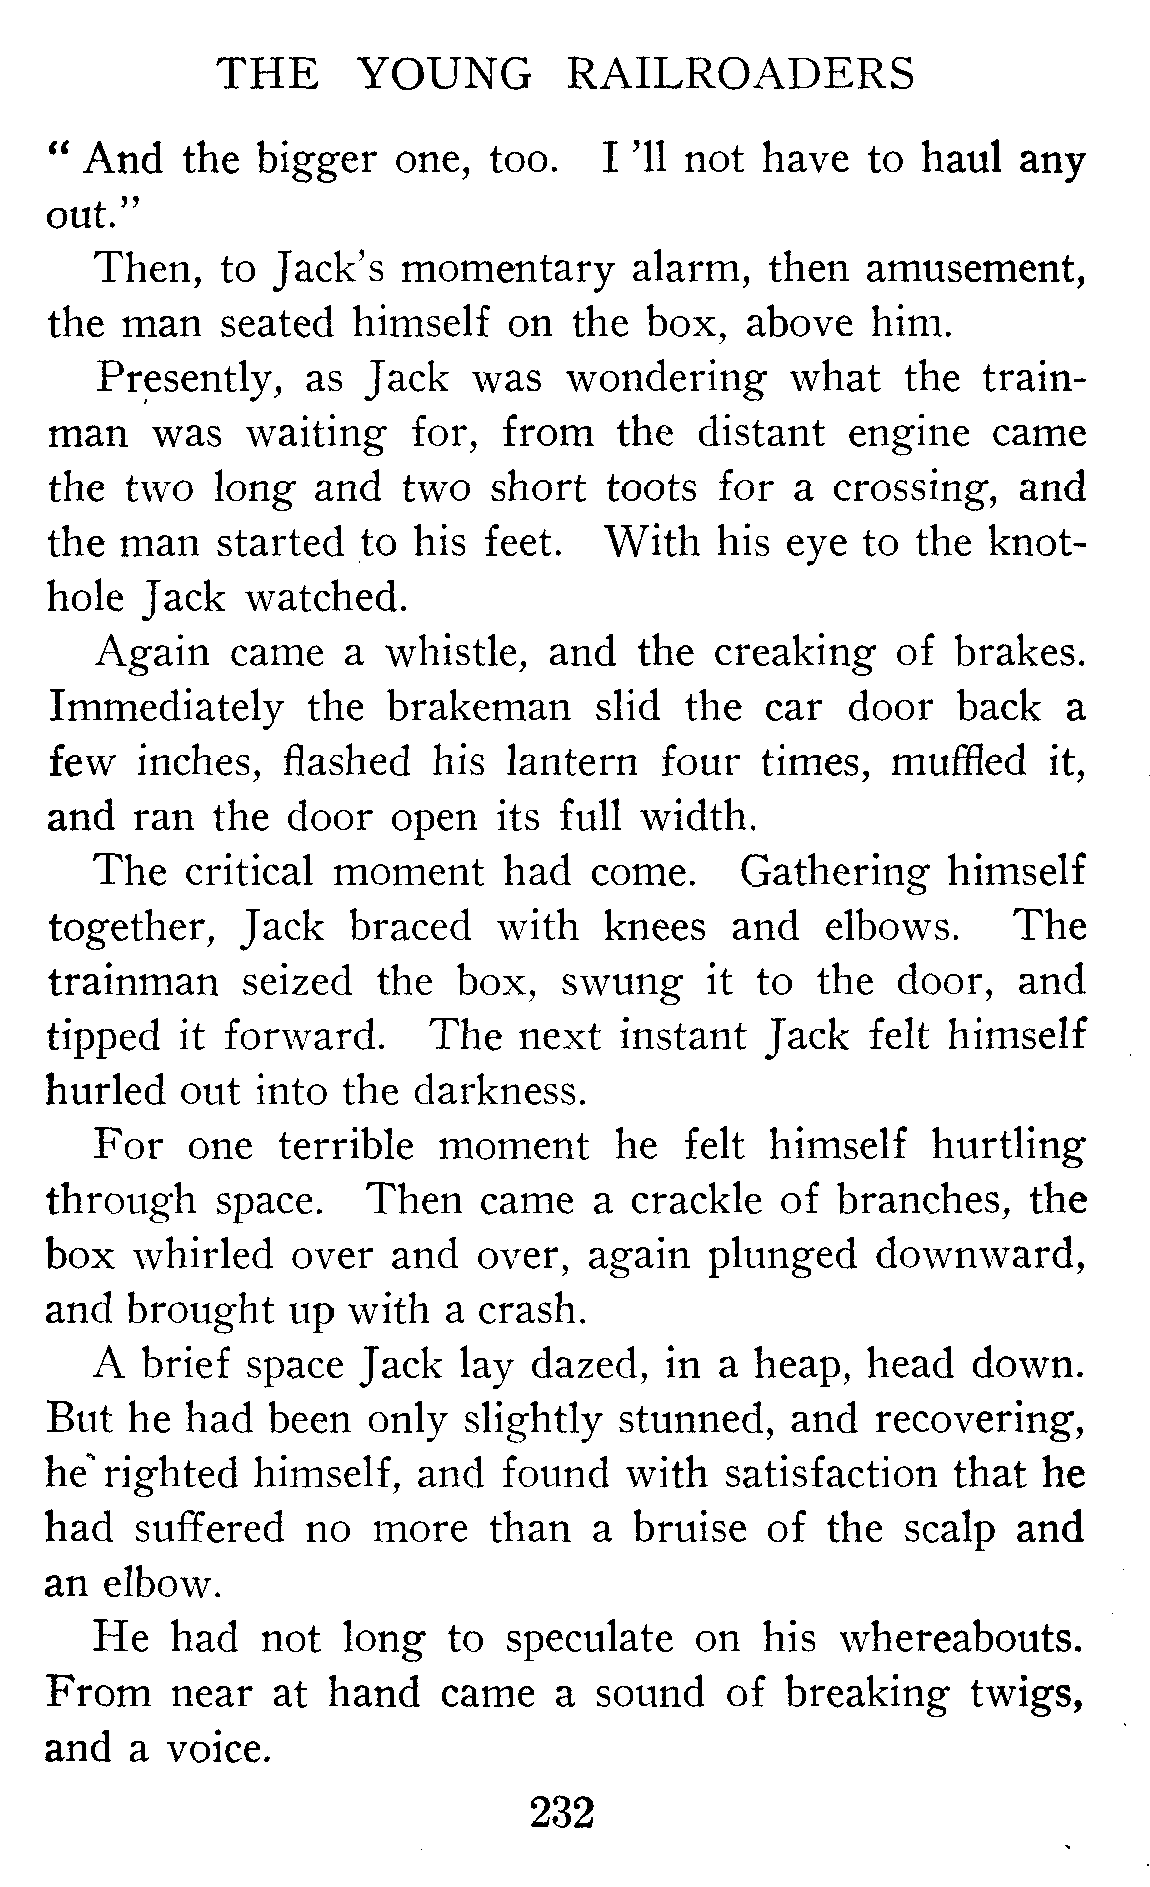 THE YOUNG RAILROADERS
“ And the bigger one, too. I ’ll not have to haul any
out.”
Then, to Jack’s momentary alarm, then amusement,
the man seated himself on the box, above him.
Presently, as Jack was wondering what the train-
man was waiting for, from the distant engine came
the two long and two short toots for a crossing, and
the man started to his feet. With his eye to the knot-
hole Jack watched.
Again came a whistle, and the creaking of brakes.
Immediately the brakeman slid the car door back a
few inches, flashed his lantern four times, muffled it,
and ran the door open its full width.
The critical moment had come. Gathering himself
together, Jack braced with knees and elbows. The
trainman seized the box, swung it to the door, and
tipped it forward. The next instant Jack felt himself
hurled out into the darkness.
For one terrible moment he felt himself hurtling
through space. Then came a crackle of branches, the
box whirled over and over, again plunged downward,
and brought up with a crash.
A brief space Jack lay dazed, in a heap, head down.
But he had been only slightly stunned, and recovering,
he righted himself, and found with satisfaction that he
had suffered no more than a bruise of the scalp and
an elbow.
He had not long to speculate on his whereabouts.
From near at hand came a sound of breaking twigs,
and a voice.
232